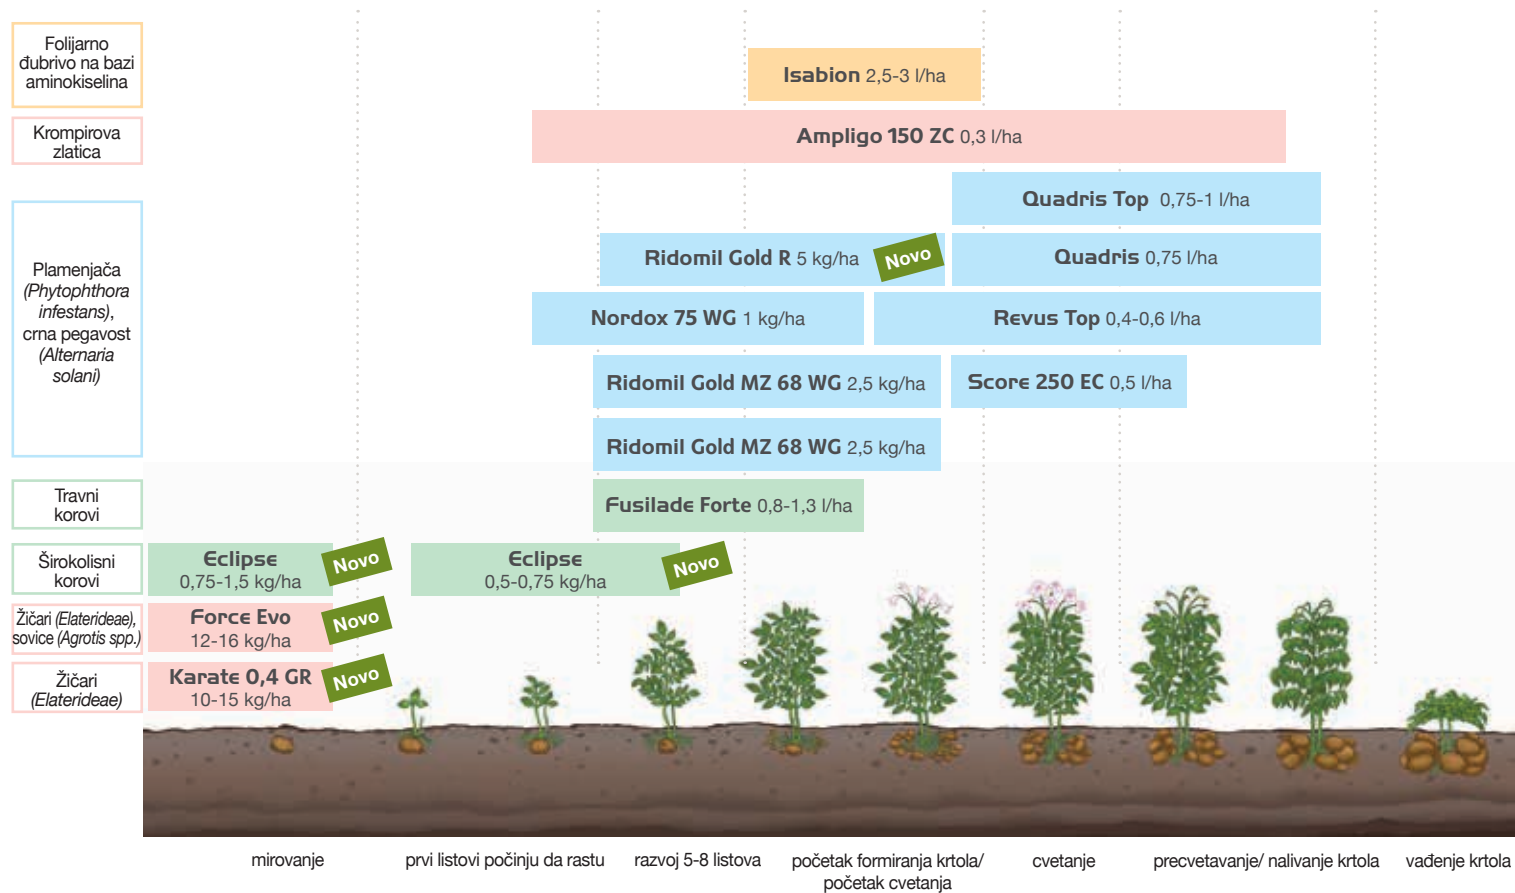 Folijarno
đubrivo na bazi
aminokiselina
Isabion 2,5-3 l/ha
Krompirova
zlatica
Ampligo 150 ZC 0,3 l/ha
Plamenjača
(Phytophthora
infestans),
crna pegavost
(Alternaria
solani)
Quadris Top 0,75-1 l/ha
Ridomil Gold R 5 kg/ha
Novo
Quadris 0,75 l/ha
Nordox 75 WG 1 kg/ha
Revus Top 0,4-0,6 l/ha
Ridomil Gold MZ 68 WG 2,5 kg/ha
Score 250 EC 0,5 l/ha
Ridomil Gold MZ 68 WG 2,5 kg/ha
Travni
korovi
Fusilade Forte 0,8-1,3 l/ha
Širokolisni
korovi
Eclipse
0,75-1,5 kg/ha
Novo
Eclipse
0,5-0,75 kg/ha
Novo
Žičari (Elaterideae),
sovice (Agrotis spp.)
Force Evo
12-16 kg/ha
Novo
Žičari
(Elaterideae)
Karate 0,4 GR
10-15 kg/ha
Novo
mirovanje
prvi listovi počinju da rastu
razvoj 5-8 listova
početak formiranja krtola/
početak cvetanja
cvetanje
precvetavanje/ nalivanje krtola
vađenje krtola